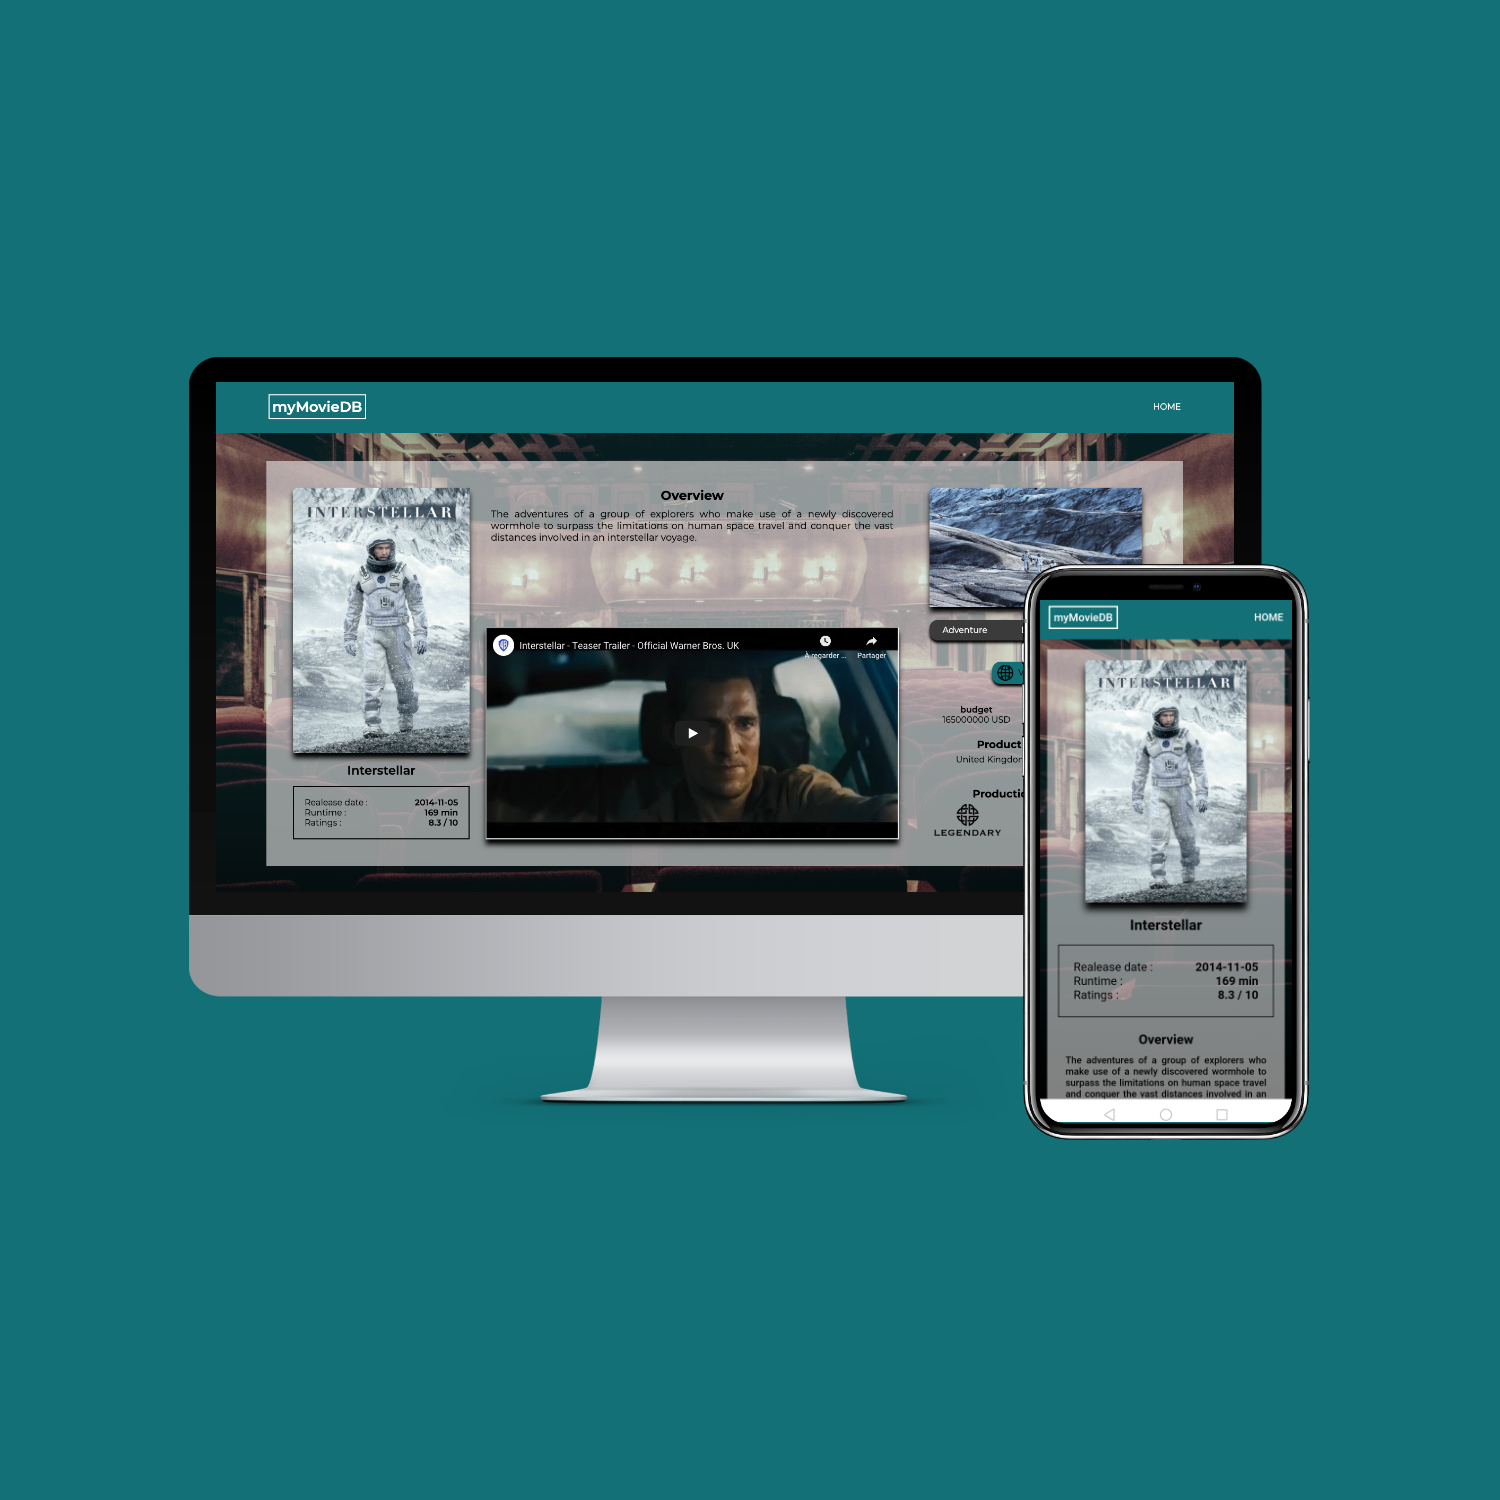 myMovieDB
HOME
INTERSTELLAR
Interstellar
Realease date :
2014-11-05
Runtime :
169 min
Ratings :
8.3 / 10
Overview
The adventures of a group of explorers who make use of a newly discovered
wormhole to surpass the limitations on human space travel and conquer the vast
distances involved in an interstellar voyage.
Interstellar - Teaser Trailer - Official Warner Bros. UK
À regarder ...
Partager
Adventure
budget
165000000 USD
Product
United Kingdom
Productio
LEGENDARY
myMovieDB
HOME
INTERSTELLAR
Interstellar
Realease date :
2014-11-05
Runtime :
169 min
Ratings :
8.3 / 10
Overview
The adventures of a group of explorers who
make use of a newly discovered wormhole to
surpass the limitations on human space travel
and conquer the vast distances involved in an